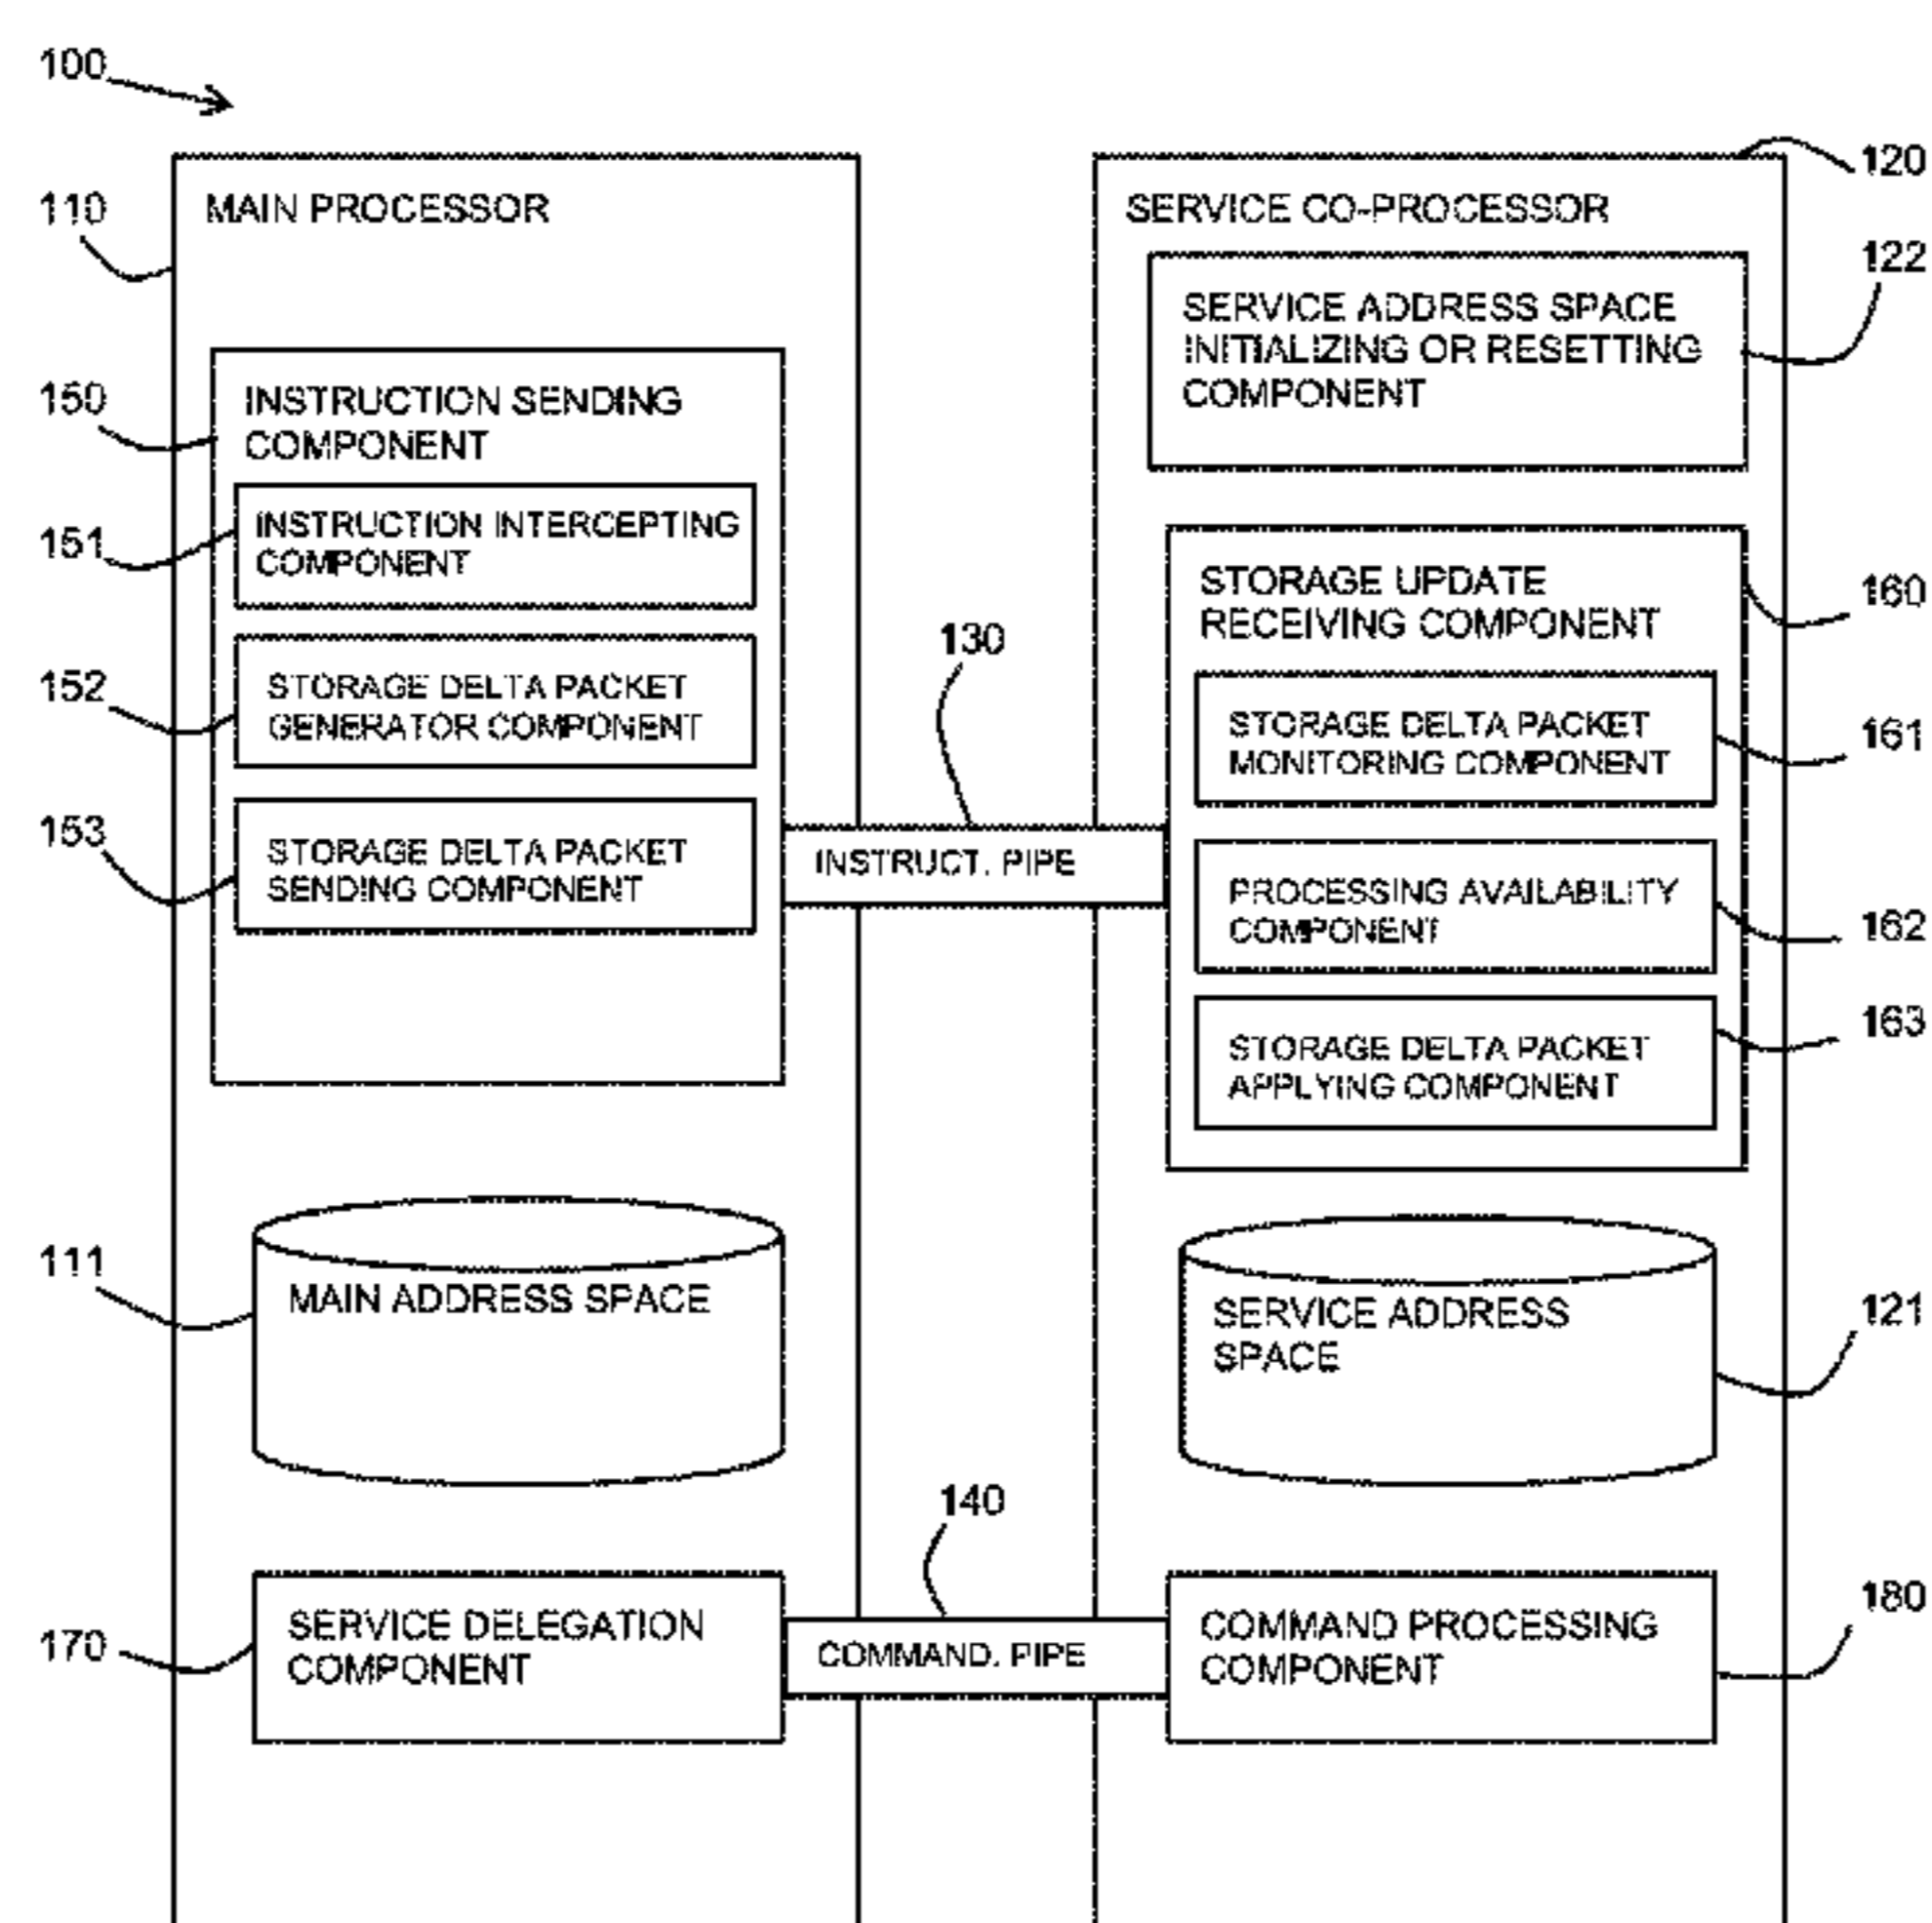 100
110
MAIN PROCESSOR
150
INSTRUCTION SENDING
COMPONENT
151
INSTRUCTION INTERCEPTING
COMPONENT
152
STORAGE DELTA PACKET
GENERATOR COMPONENT
153
STORAGE DELTA PACKET
SENDING COMPONENT
111
MAIN ADDRESS SPACE
170
SERVICE DELEGATION
COMPONENT
130
INSTRUCT. PIPE
140
COMMAND. PIPE
120
SERVICE CO-PROCESSOR
122
SERVICE ADDRESS SPACE
INITIALIZING OR RESETTING
COMPONENT
160
STORAGE UPDATE
RECEIVING COMPONENT
161
STORAGE DELTA PACKET
MONITORING COMPONENT
162
PROCESSING AVAILABILITY
COMPONENT
163
STORAGE DELTA PACKET
APPLYING COMPONENT
121
SERVICE ADDRESS
SPACE
180
COMMAND PROCESSING
COMPONENT